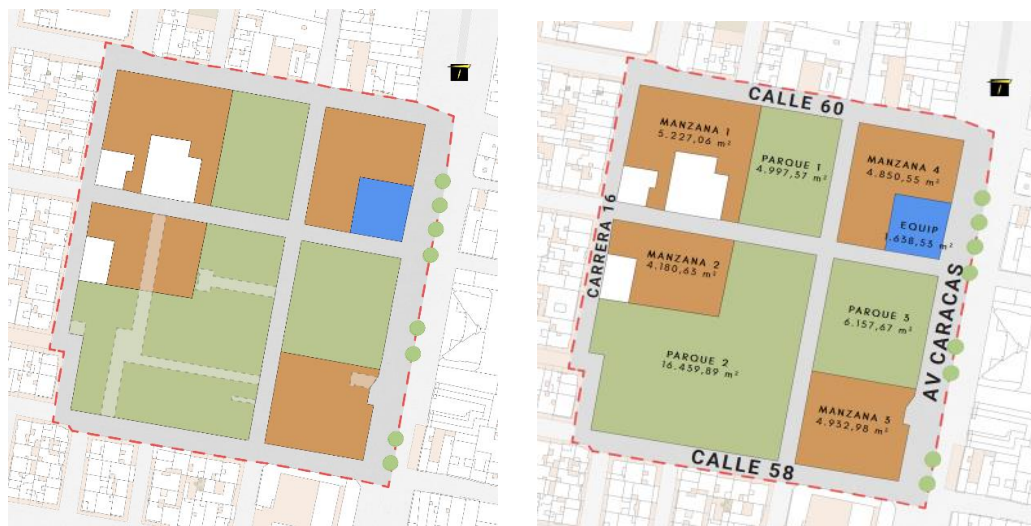 CALLE 60
MANZANA 1
5.227,06 m²
PARQUE 1
4.997,37 m²
MANZANA 4
4.850,55 m²
EQUIP
1.638,53 m²
CARRERA 16
MANZANA 2
4.180,63 m²
PARQUE 3
6.157,67 m²
AV CARACAS
PARQUE 2
16.439,89 m²
MANZANA 3
4.932,98 m²
CALLE 58